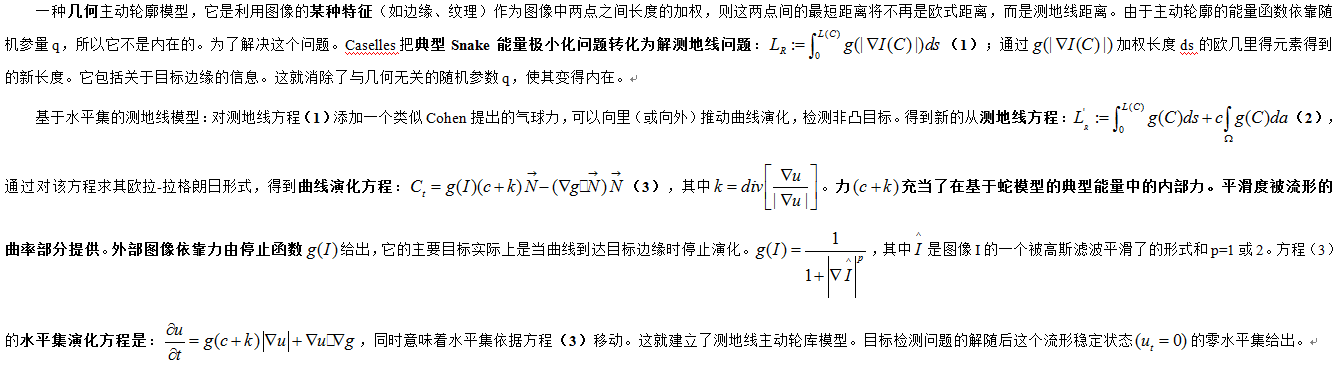 一种几何主动轮廓模型，它是利用图像的某种特征（如边缘、纹理）作为图像中两点之间长度的加权，则这两点间的最短距离将不再是欧式距离，而是测地线距离。由于主动轮廓的能量函数依靠随
机参量 q，所以它不是内在的。为了解决这个问题。Caselles 把典型 Snake 能量极小化问题转化为解测地线问题：$L_R := \int_0^{L(C)} g(|\nabla I(C)|)ds$（1）；通过 $g(|\nabla I(C)|)$ 加权长度 ds 的欧几里得元素得到
的新长度。它包括关于目标边缘的信息。这就消除了与几何无关的随机参数 q，使其变得内在。↵
基于水平集的测地线模型：对测地线方程（1）添加一个类似 Cohen 提出的气球力，可以向里（或向外）推动曲线演化，检测非凸目标。得到新的从测地线方程：$L_R^{'} := \int_0^{L(C)} g(C)ds + c\int_\Omega g(C)da$（2），
通过对该方程求其欧拉-拉格朗日形式，得到曲线演化方程：$C_t = g(I)(c+k)\vec{N} - (\nabla g□\vec{N})\vec{N}$（3），其中 $k = div\left[\frac{\nabla u}{|\nabla u|}\right]$。力 $(c+k)$ 充当了在基于蛇模型的典型能量中的内部力。平滑度被流形的
曲率部分提供。外部图像依靠力由停止函数 $g(I)$ 给出，它的主要目标实际上是当曲线到达目标边缘时停止演化。$g(I) = \frac{1}{1+\left|\nabla \hat{I}\right|^p}$，其中 $\hat{I}$ 是图像 I 的一个被高斯滤波平滑了的形式和 p=1 或 2。方程（3）
的水平集演化方程是：$\frac{\partial u}{\partial t} = g(c+k)|\nabla u| + \nabla u□\nabla g$，同时意味着水平集依据方程（3）移动。这就建立了测地线主动轮库模型。目标检测问题的解随后这个流形稳定状态 $(u_t = 0)$ 的零水平集给出。↵